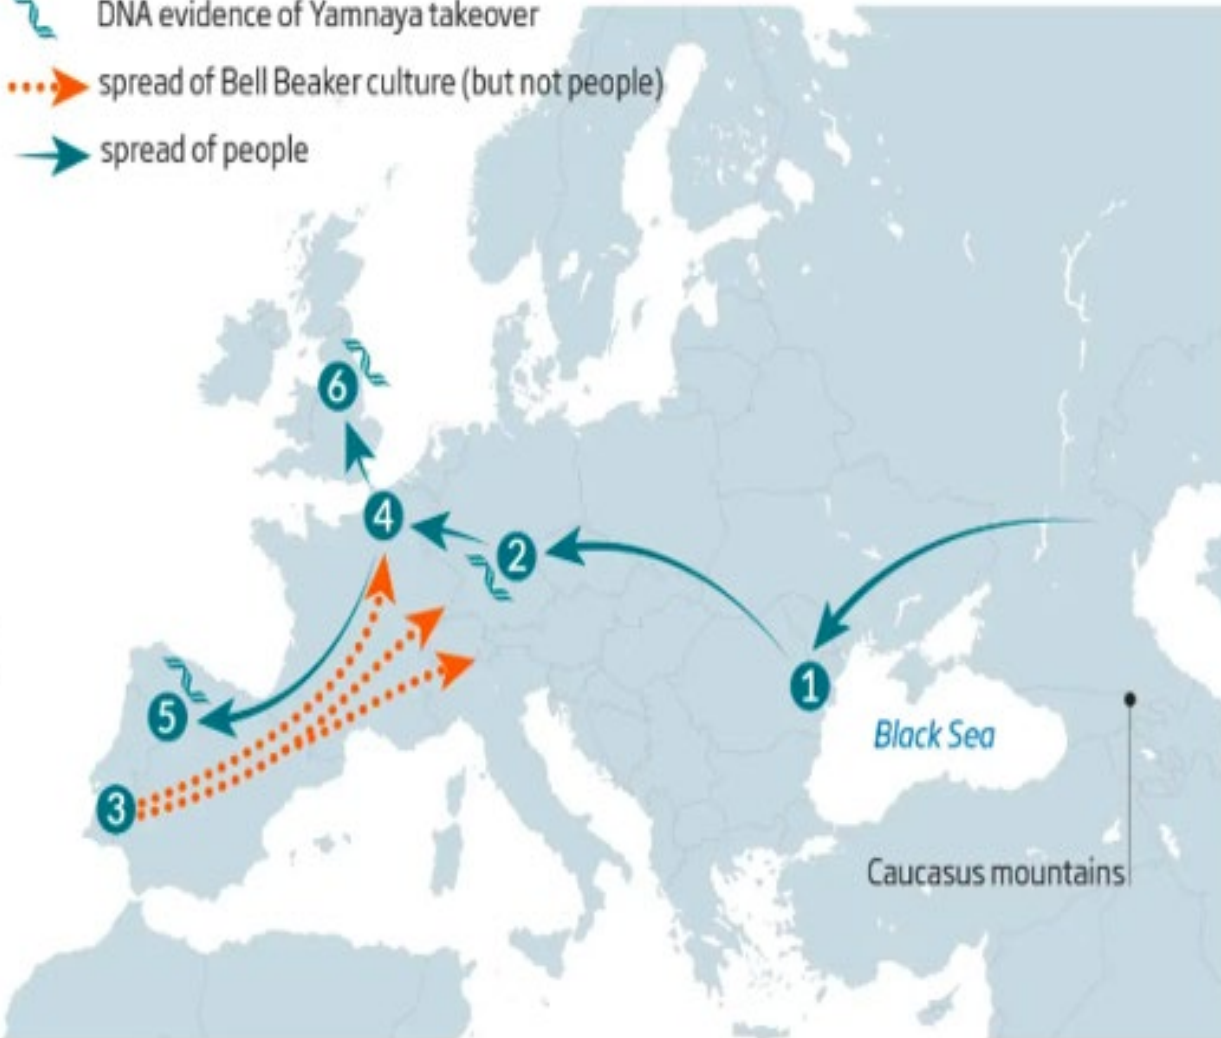 DNA evidence of Yamnaya takeover
spread of Bell Beaker culture (but not people)
spread of people
6
4
2
5
1
3
Black Sea
Caucasus mountains